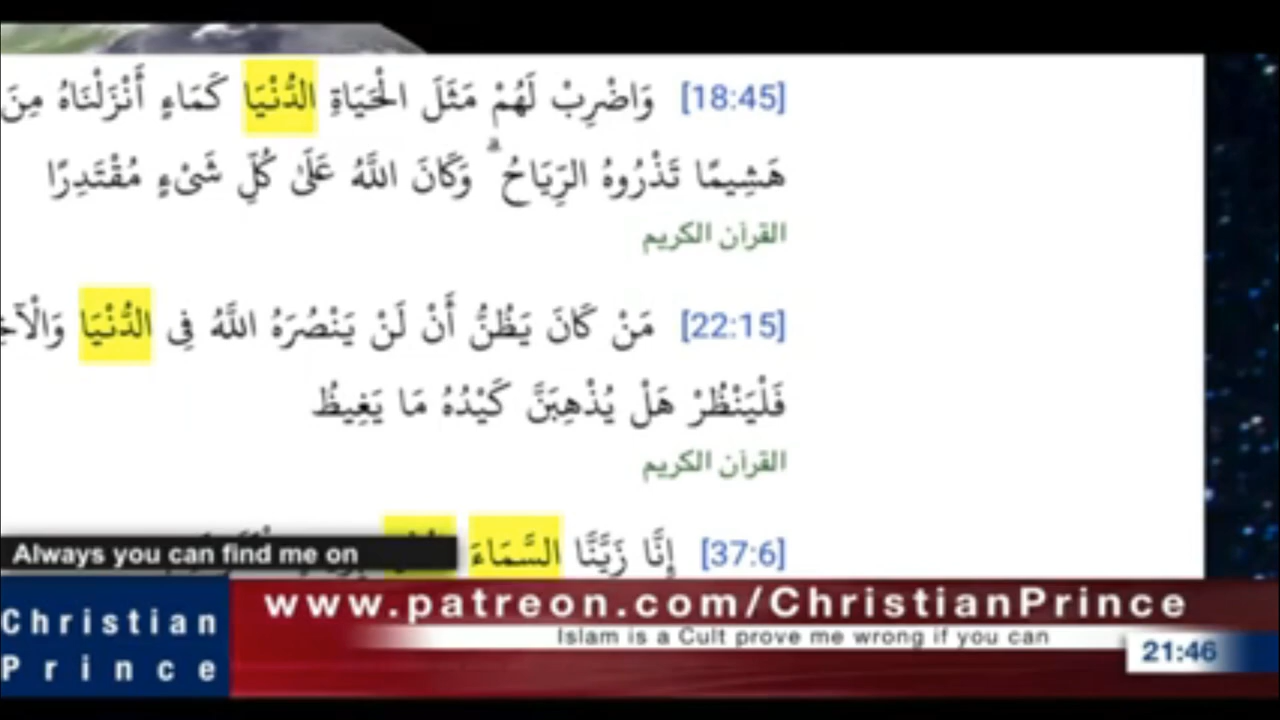 [18:45] وَاضْرِبْ لَهُمْ مَثَلَ الْحَيَاةِ الدُّنْيَا كَمَاءٍ أَنْزَلْنَاهُ مِنَ
هَشِيمًا تَذْرُوهُ الرِّيَاحُ ۗ وَكَانَ اللَّهُ عَلَىٰ كُلِّ شَىْءٍ مُقْتَدِرًا
القرآن الكريم
[22:15] مَنْ كَانَ يَظُنُّ أَنْ لَنْ يَنْصُرَهُ اللَّهُ فِى الدُّنْيَا
فَلْيَنْظُرْ هَلْ يُذْهِبَنَّ كَيْدُهُ مَا يَغِيظُ
القرآن الكريم
[37:6] إِنَّا زَيَّنَّا السَّمَاءَ
Always you can find me on
www.patreon.com/ChristianPrince
Christian
Prince
Islam is a Cult prove me wrong if you can
21:46